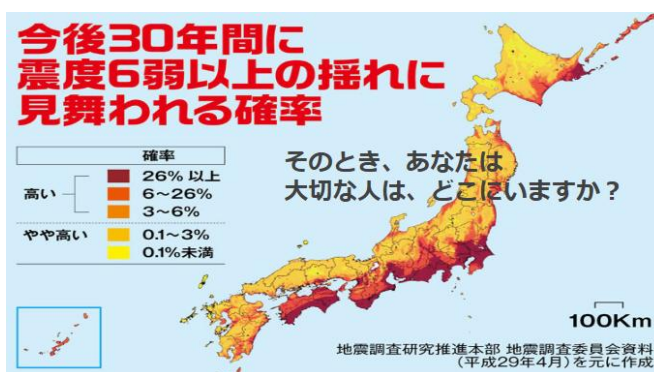 今後30年間に
震度6弱以上の揺れに
見舞われる確率
確率
高い
26% 以上
6～26%
3～6%
やや高い
0.1～3%
0.1%未満
そのとき、あなたは
大切な人は、どこにいますか？
100Km
地震調査研究推進本部 地震調査委員会資料
(平成29年4月)を元に作成